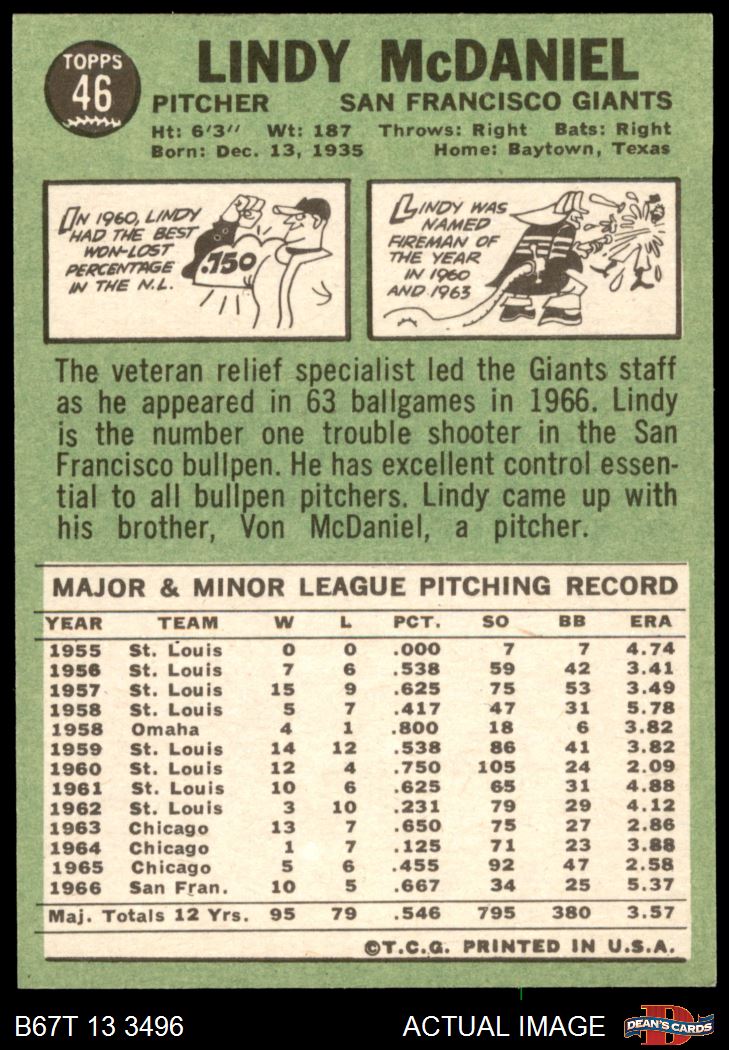 TOPPS
46
LINDY McDANIEL
PITCHER SAN FRANCISCO GIANTS
Ht: 6'3" Wt: 187 Throws: Right Bats: Right
Born: Dec. 13, 1935 Home: Baytown, Texas
IN 1960, LINDY
HAD THE BEST
WON-LOST
PERCENTAGE
IN THE N.L.
.750
LINDY WAS
NAMED
FIREMAN OF
THE YEAR
IN 1960
AND 1963
The veteran relief specialist led the Giants staff
as he appeared in 63 ballgames in 1966. Lindy
is the number one trouble shooter in the San
Francisco bullpen. He has excellent control essen-
tial to all bullpen pitchers. Lindy came up with
his brother, Von McDaniel, a pitcher.
MAJOR & MINOR LEAGUE PITCHING RECORD
YEAR TEAM W L PCT. SO BB ERA
1955 St. Louis 0 0 .000 7 7 4.74
1956 St. Louis 7 6 .538 59 42 3.41
1957 St. Louis 15 9 .625 75 53 3.49
1958 St. Louis 5 7 .417 47 31 5.78
1958 Omaha 4 1 .800 18 6 3.82
1959 St. Louis 14 12 .538 86 41 3.82
1960 St. Louis 12 4 .750 105 24 2.09
1961 St. Louis 10 6 .625 65 31 4.88
1962 St. Louis 3 10 .231 79 29 4.12
1963 Chicago 13 7 .650 75 27 2.86
1964 Chicago 1 7 .125 71 23 3.88
1965 Chicago 5 6 .455 92 47 2.58
1966 San Fran. 10 5 .667 34 25 5.37
Maj. Totals 12 Yrs. 95 79 .546 795 380 3.57
©T.C.G. PRINTED IN U.S.A.
B67T 13 3496 ACTUAL IMAGE
D
DEAN'S CARDS